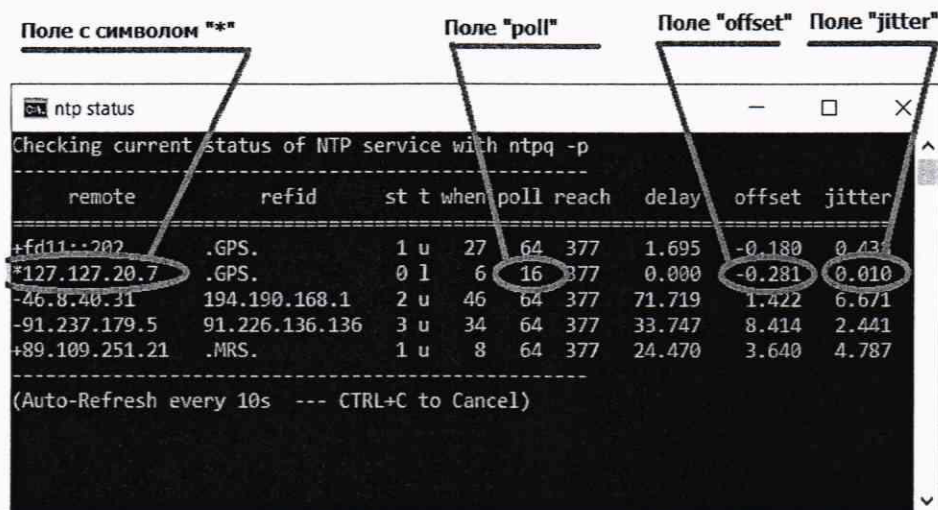 Поле с символом "*" Поле "poll" Поле "offset" Поле "jitter"
ntp status
Checking current status of NTP service with ntpq -p
remote refid st t when poll reach delay offset jitter
+fd11::202 .GPS. 1 u 27 64 377 1.695 -0.180
*127.127.20.7 .GPS. 0 l 6 16 377 0.000 -0.281 0.010
-46.8.40.31 194.190.168.1 2 u 46 64 377 71.719 1.422 6.671
-91.237.179.5 91.226.136.136 3 u 34 64 377 33.747 8.414 2.441
+89.109.251.21 .MRS. 1 u 8 64 377 24.470 3.640 4.787
(Auto-Refresh every 10s --- CTRL+C to Cancel)